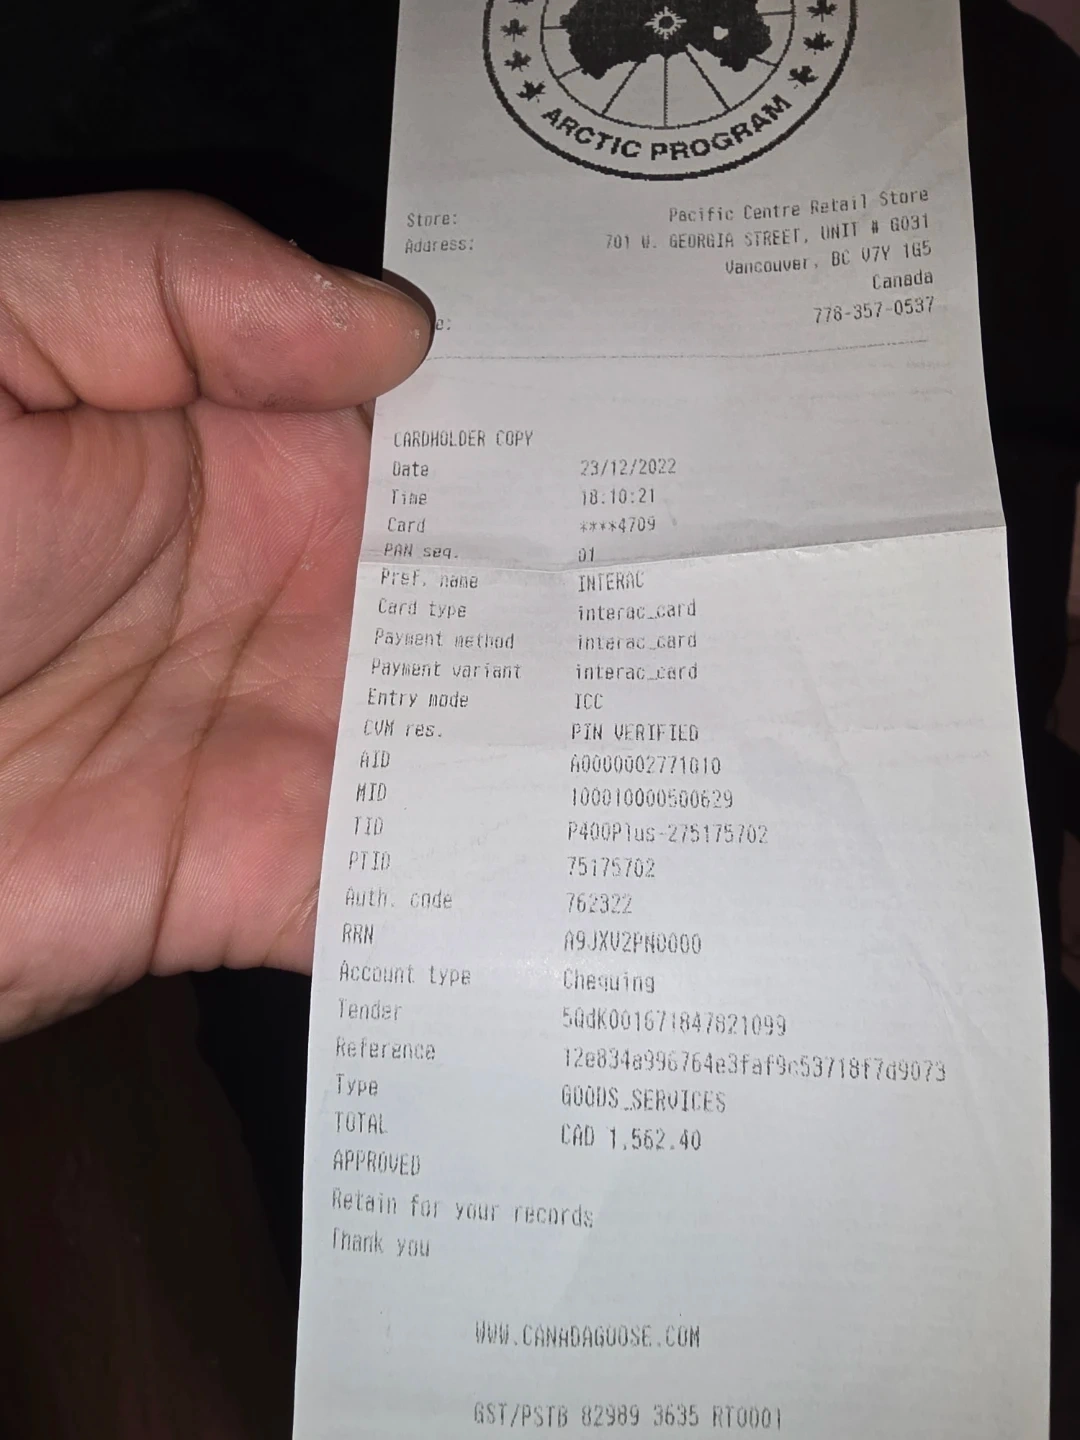 ARCTIC PROGRAM
Store: Pacific Centre Retail Store
Address: 701 W. GEORGIA STREET, UNIT # G031
Vancouver, BC V7Y 1G5
Canada
e: 778-357-0537
CARDHOLDER COPY
Date 23/12/2022
Time 18:10:21
Card ****4709
PAN seq. 01
Pref. name INTERAC
Card type interac_card
Payment method interac_card
Payment variant interac_card
Entry mode ICC
CVM res. PIN VERIFIED
AID A0000002771010
MID 100010000500629
TID P400Plus-275175702
PTID 75175702
Auth. code 762322
RRN A9JXV2PN0000
Account type Chequing
Tender 5QdK001671847821099
Reference 12e834a996764e3faf9c53718f7d9073
Type GOODS_SERVICES
TOTAL CAD 1,562.40
APPROVED
Retain for your records
Thank you
WWW.CANADAGOOSE.COM
GST/PSTB 82989 3635 RT0001